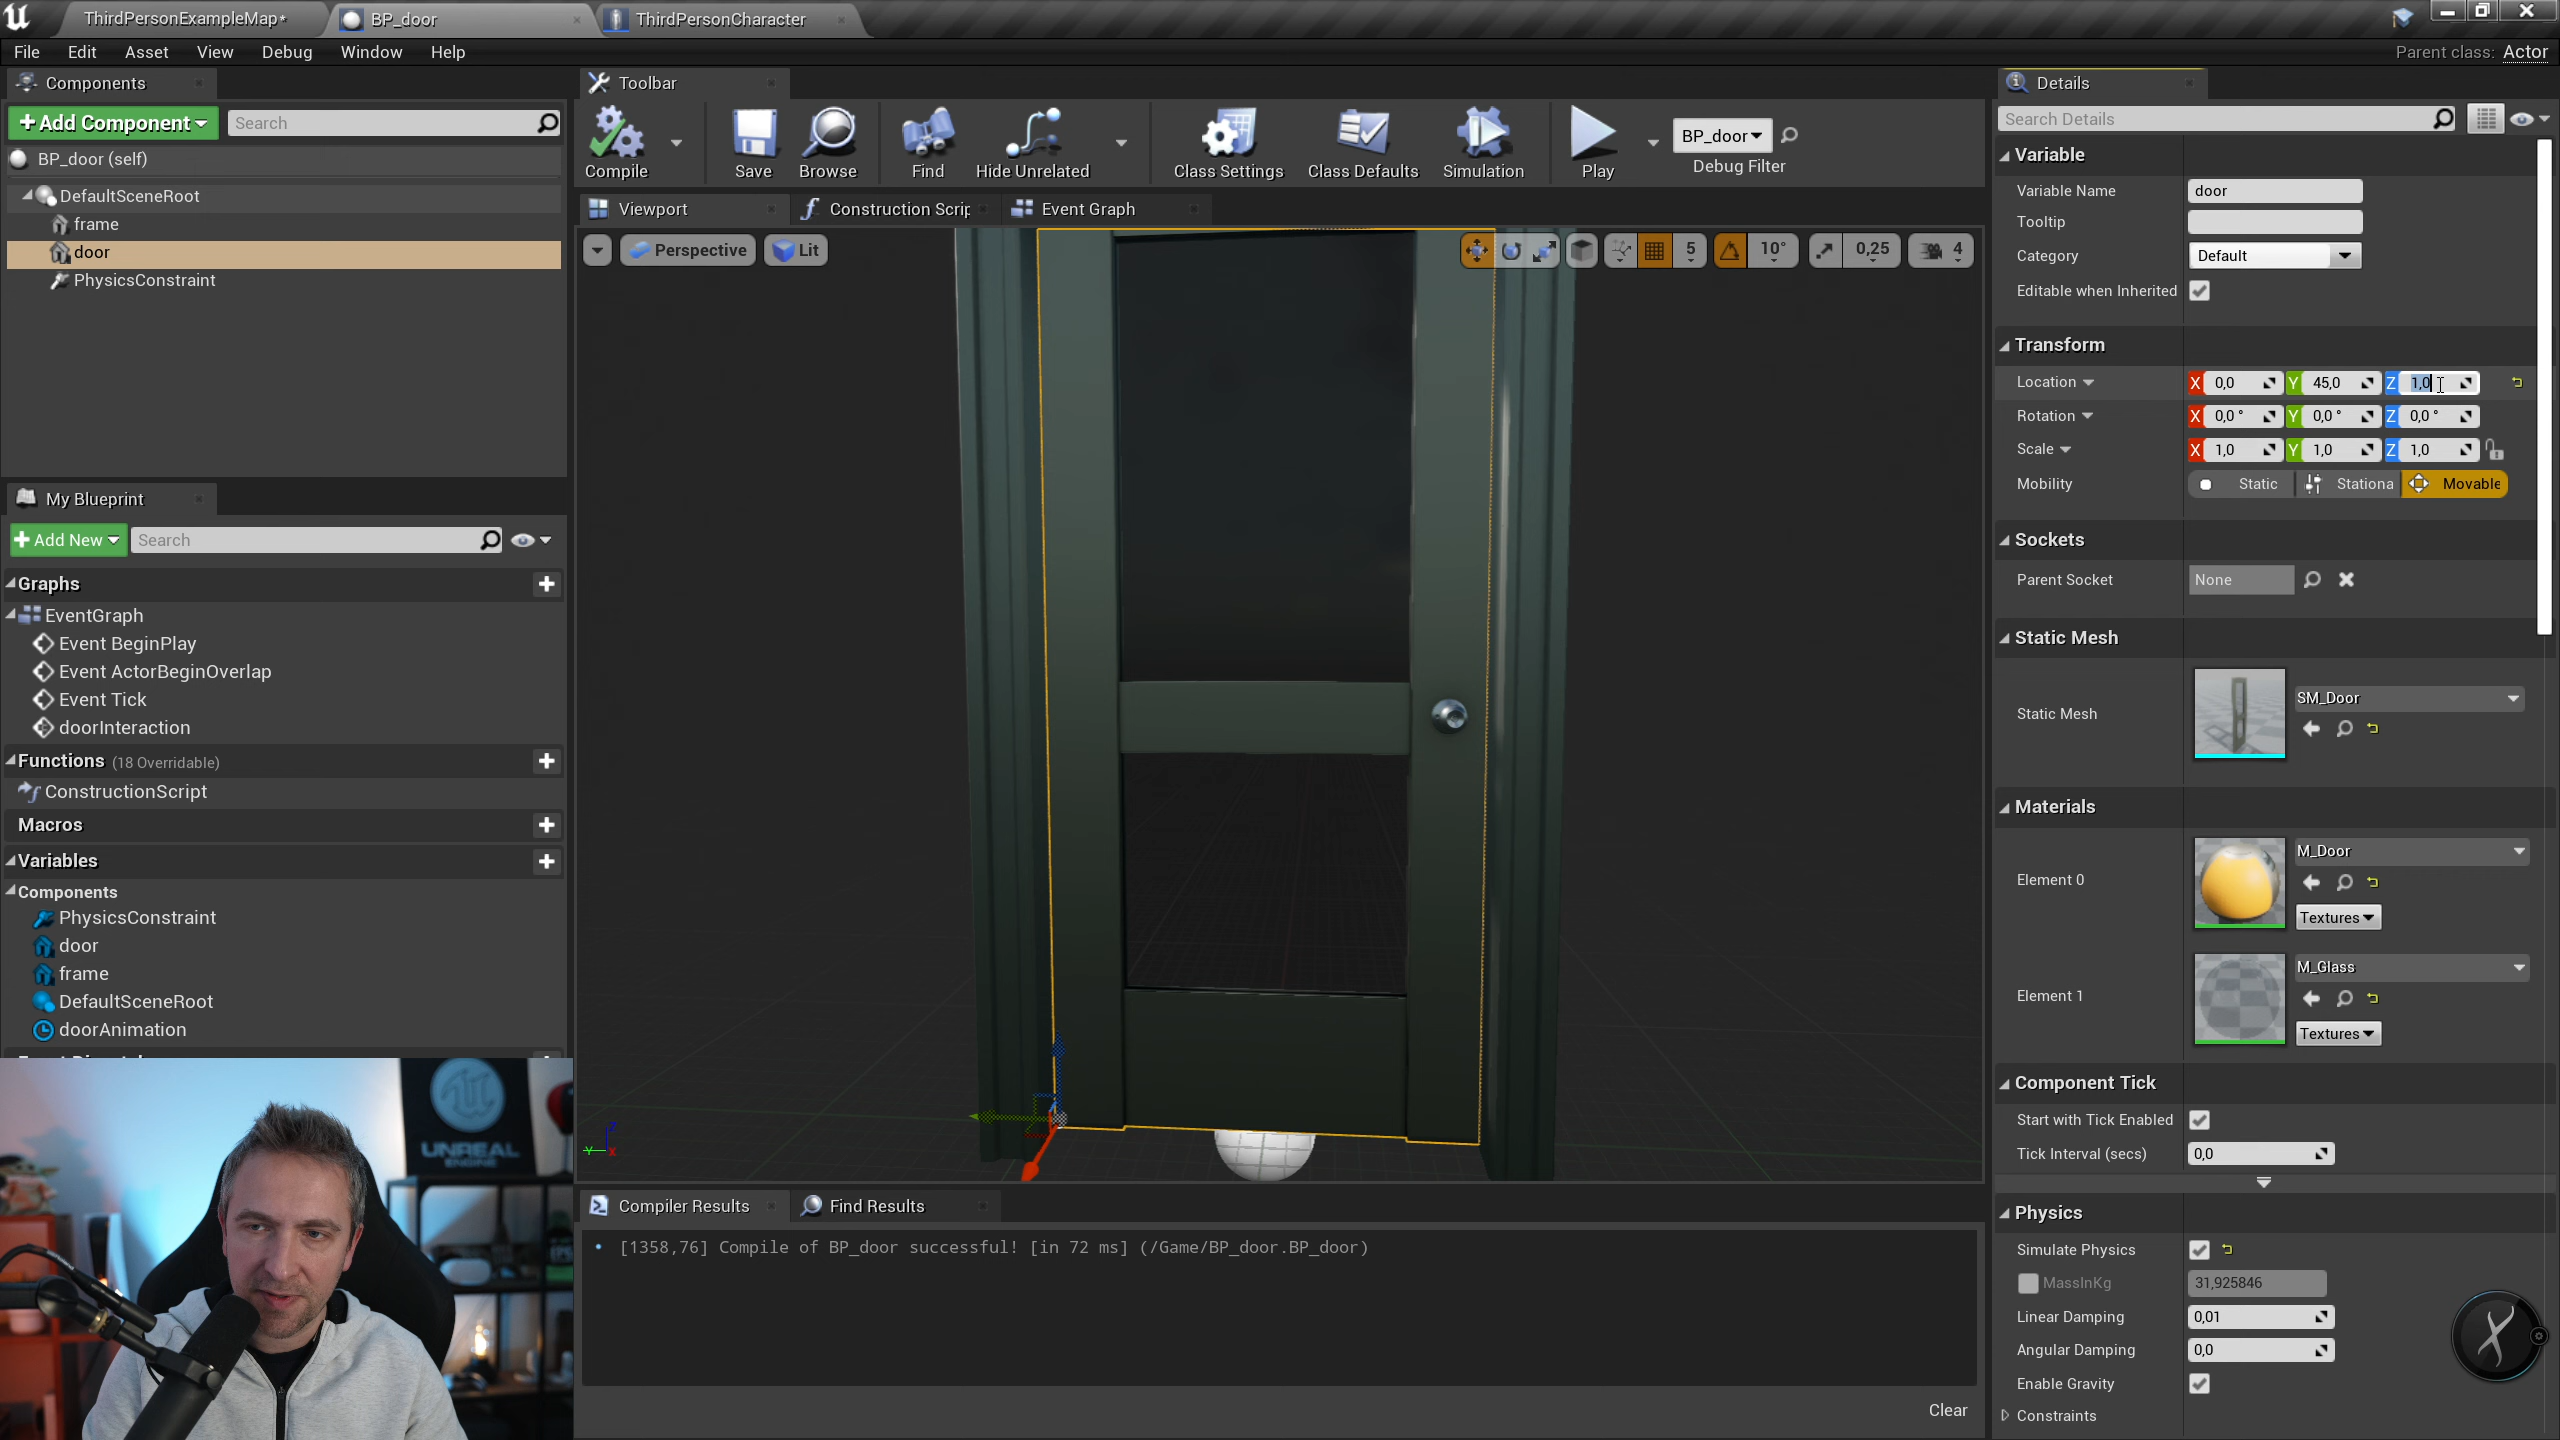 ThirdPersonExampleMap*
BP_door
ThirdPersonCharacter
File Edit Asset View Debug Window Help
Parent class: Actor
Components
Add Component
Search
BP_door (self)
DefaultSceneRoot
frame
door
PhysicsConstraint
My Blueprint
Add New
Search
Graphs
EventGraph
Event BeginPlay
Event ActorBeginOverlap
Event Tick
doorInteraction
Functions (18 Overridable)
ConstructionScript
Macros
Variables
Components
PhysicsConstraint
door
frame
DefaultSceneRoot
doorAnimation
UNREAL
ENGINE
Toolbar
Compile
Save
Browse
Find
Hide Unrelated
Class Settings
Class Defaults
Simulation
Play
BP_door
Debug Filter
Viewport
Construction Scrip
Event Graph
Perspective
Lit
5
10°
0,25
4
Compiler Results
Find Results
[1358,76] Compile of BP_door successful! [in 72 ms] (/Game/BP_door.BP_door)
Clear
Details
Search Details
Variable
Variable Name door
Tooltip
Category Default
Editable when Inherited
Transform
Location X 0,0 Y 45,0 Z 1,0
Rotation X 0,0 ° Y 0,0 ° Z 0,0 °
Scale X 1,0 Y 1,0 Z 1,0
Mobility Static Stationa Movable
Sockets
Parent Socket None
Static Mesh
Static Mesh SM_Door
Materials
Element 0 M_Door
Textures
Element 1 M_Glass
Textures
Component Tick
Start with Tick Enabled
Tick Interval (secs) 0,0
Physics
Simulate Physics
MassInKg 31,925846
Linear Damping 0,01
Angular Damping 0,0
Enable Gravity
Constraints